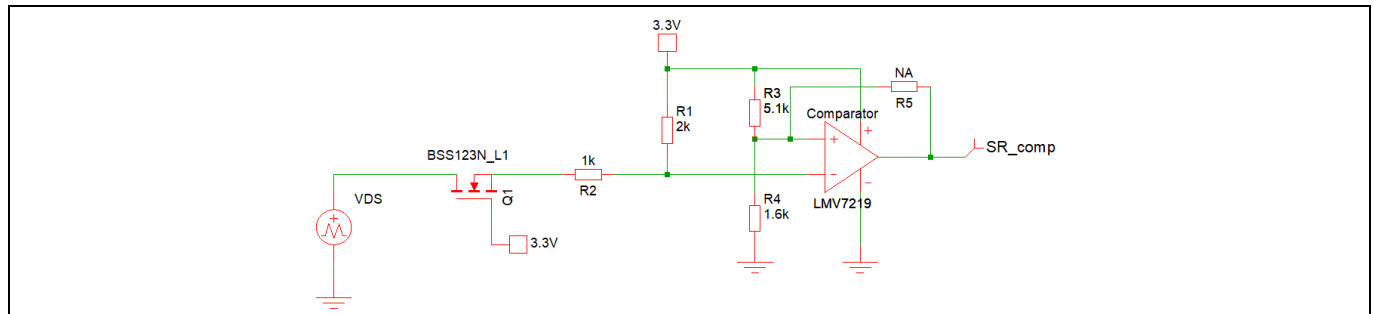 3.3V
NA
R5
R3
5.1k
Comparator
R1
2k
+
-
+
-
SR_comp
BSS123N_L1
1k
R2
Q1
VDS
R4
1.6k
LMV7219
3.3V